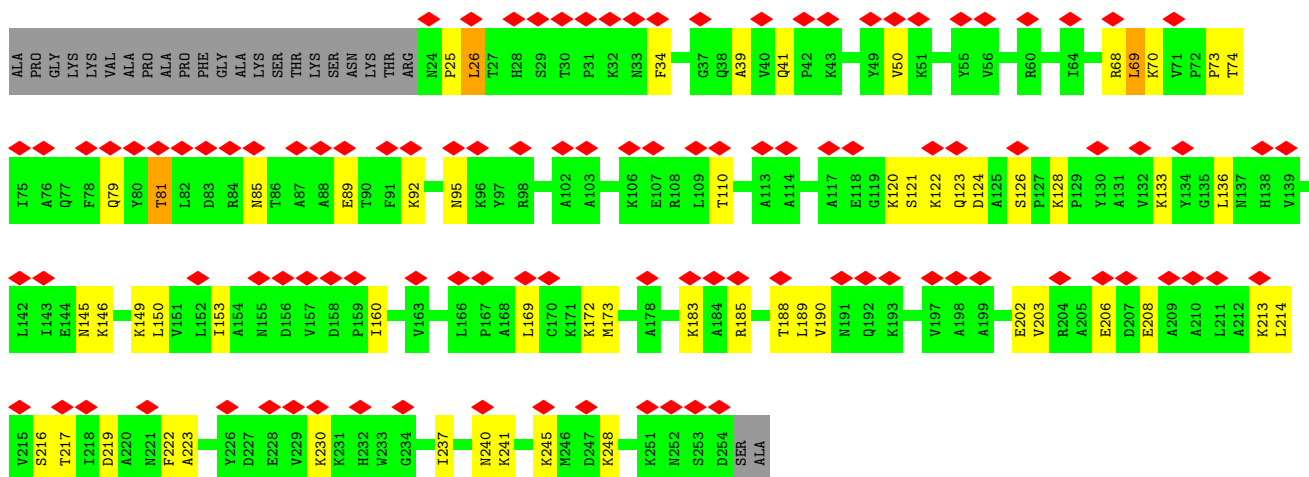 ALA PRO GLY LYS LYS VAL ALA PRO ALA PRO PHE GLY ALA LYS SER THR LYS SER ASN LYS THR ARG N24 P25 L26 T27 H28 S29 T30 P31 K32 N33 F34 G37 Q38 A39 V40 Q41 P42 K43 Y49 V50 K51 Y55 V56 R60 I64 R68 L69 K70 V71 P72 P73 T74
I75 A76 Q77 F78 Q79 Y80 T81 L82 D83 R84 N85 T86 A87 A88 E89 T90 F91 K92 N95 K96 Y97 R98 A102 A103 K106 E107 R108 L109 T110 A113 A114 A117 E118 G119 K120 S121 K122 Q123 D124 A125 S126 P127 K128 P129 Y130 A131 V132 K133 Y134 G135 L136 N137 H138 V139
L142 I143 E144 N145 K146 K149 L150 V151 L152 I153 A154 N155 D156 V157 D158 P159 I160 V163 L166 P167 A168 L169 C170 K171 K172 M173 A178 K183 A184 R185 T188 L189 V190 N191 Q192 K193 V197 A198 A199 E202 V203 R204 A205 E206 D207 E208 A209 A210 L211 A212 K213 L214
V215 S216 T217 I218 D219 A220 N221 F222 A223 Y226 D227 E228 V229 K230 K231 H232 W233 G234 I237 N240 K241 K245 M246 D247 K248 K251 N252 S253 D254 SER ALA